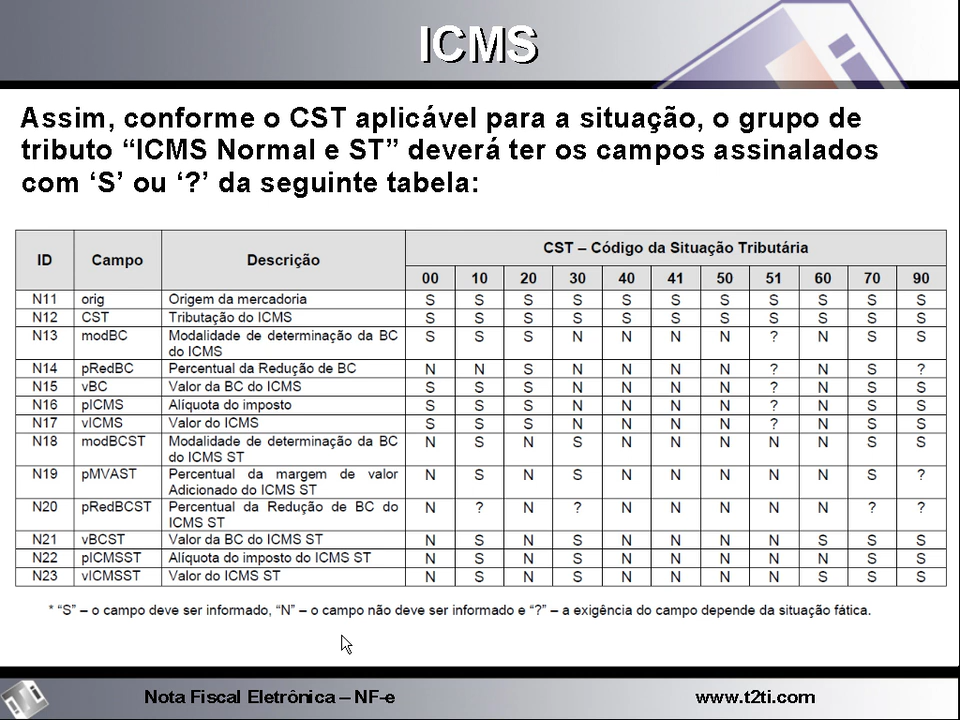 ICMS
Assim, conforme o CST aplicável para a situação, o grupo de
tributo “ICMS Normal e ST” deverá ter os campos assinalados
com ‘S’ ou ‘?’ da seguinte tabela:
ID Campo Descrição CST – Código da Situação Tributária
00 10 20 30 40 41 50 51 60 70 90
N11 orig Origem da mercadoria S S S S S S S S S S S
N12 CST Tributação do ICMS S S S S S S S S S S S
N13 modBC Modalidade de determinação da BC S S S N N N N ? N S S
do ICMS
N14 pRedBC Percentual da Redução de BC N N S N N N N ? N S ?
N15 vBC Valor da BC do ICMS S S S N N N N ? N S S
N16 pICMS Alíquota do imposto S S S N N N N ? N S S
N17 vICMS Valor do ICMS S S S N N N N ? N S S
N18 modBCST Modalidade de determinação da BC N S N S N N N N N S S
do ICMS ST
N19 pMVAST Percentual da margem de valor N S N S N N N N N S ?
Adicionado do ICMS ST
N20 pRedBCST Percentual da Redução de BC do N ? N ? N N N N N ? ?
ICMS ST
N21 vBCST Valor da BC do ICMS ST N S N S N N N N S S S
N22 pICMSST Alíquota do imposto do ICMS ST N S N S N N N N N S S
N23 vICMSST Valor do ICMS ST N S N S N N N N S S S
* “S” – o campo deve ser informado, “N” – o campo não deve ser informado e “?” – a exigência do campo depende da situação fática.
Nota Fiscal Eletrônica – NF-e www.t2ti.com